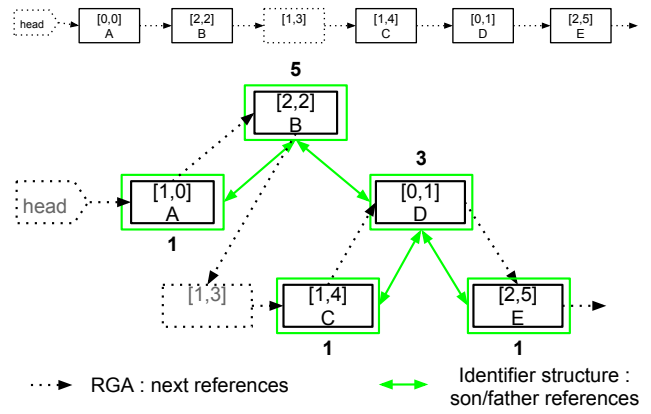 head
[0,0] [2,2] [1,3] [1,4] [0,1] [2,5]
A B C D E
5
[2,2]
B
3
[1,0]
A
[0,1]
D
head
1
[1,3]
[1,4]
C
[2,5]
E
1 1
RGA : next references
Identifier structure :
son/father references